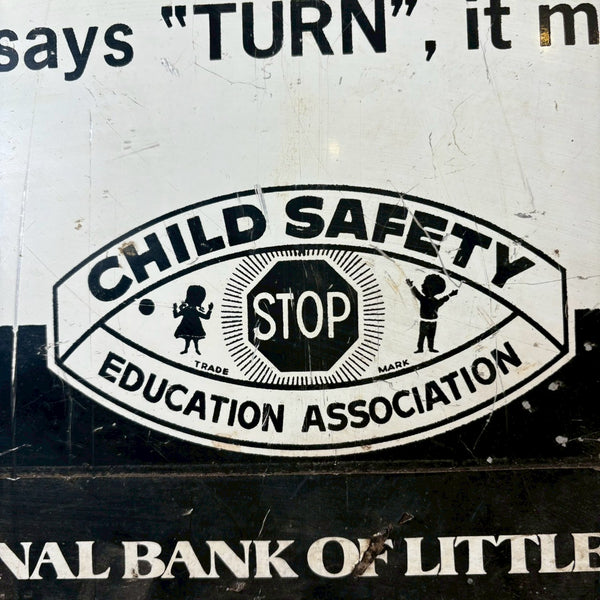 says "TURN", it m
CHILD SAFETY
STOP
TRADE MARK
EDUCATION ASSOCIATION
NAL BANK OF LITTLE